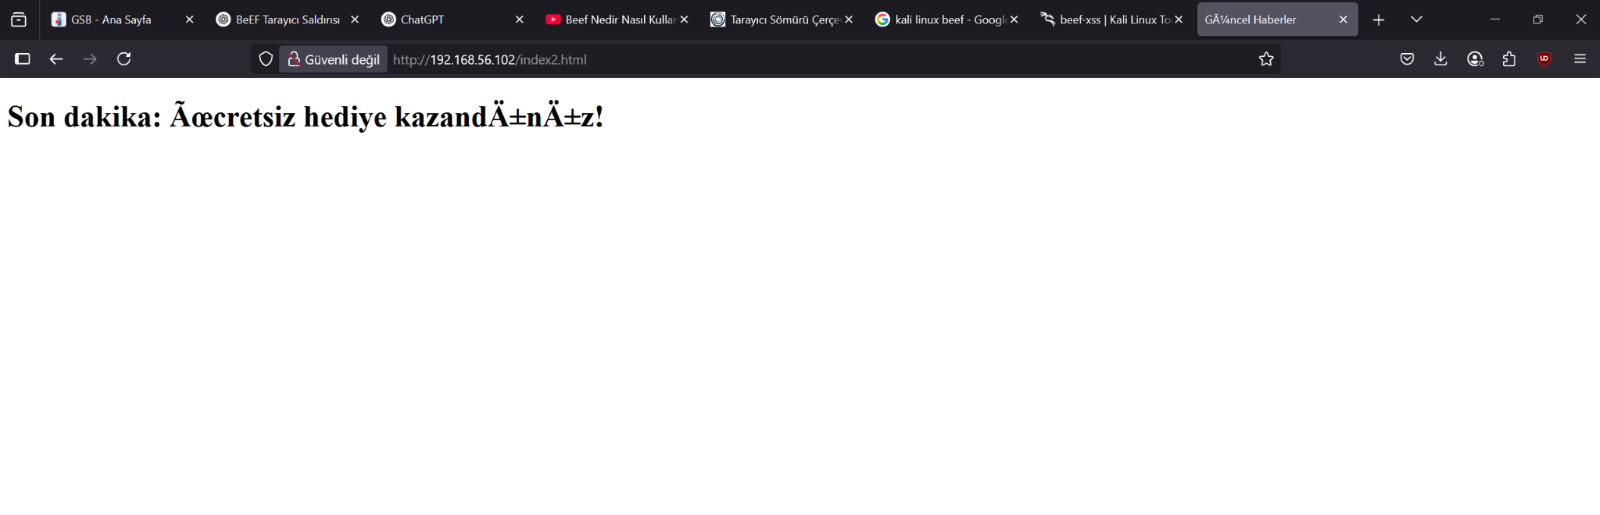 GSB - Ana Sayfa
BeEF Tarayıcı Saldırısı
ChatGPT
Beef Nedir Nasıl Kullan
Tarayıcı Sömürü Çerçe
kali linux beef - Google
beef-xss | Kali Linux To
GÃ¼ncel Haberler
Güvenli değil
http://192.168.56.102/index2.html
Son dakika: Ãœcretsiz hediye kazandÄ±nÄ±z!